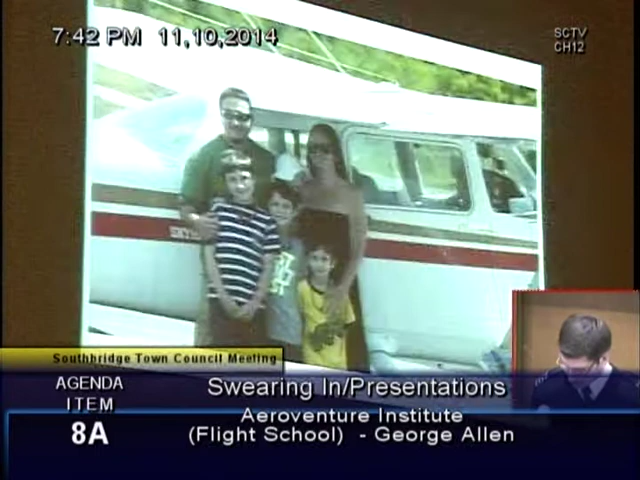 7:42 PM 11,10,2014
SCTV
CH12
Southbridge Town Council Meeting
AGENDA
ITEM
8A
Swearing In/Presentations
Aeroventure Institute
(Flight School) - George Allen